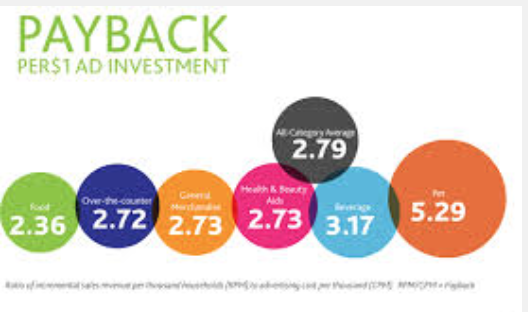 PAYBACK
PER$1 AD INVESTMENT
All-Category Average
2.79
Food
2.36
Over-the-counter
2.72
General
Merchandise
2.73
Health & Beauty
Aids
2.73
Beverage
3.17
Pet
5.29
Ratio of incremental sales revenue per thousand households (RPM) to advertising cost per thousand (CPM). RPM/CPM = Payback